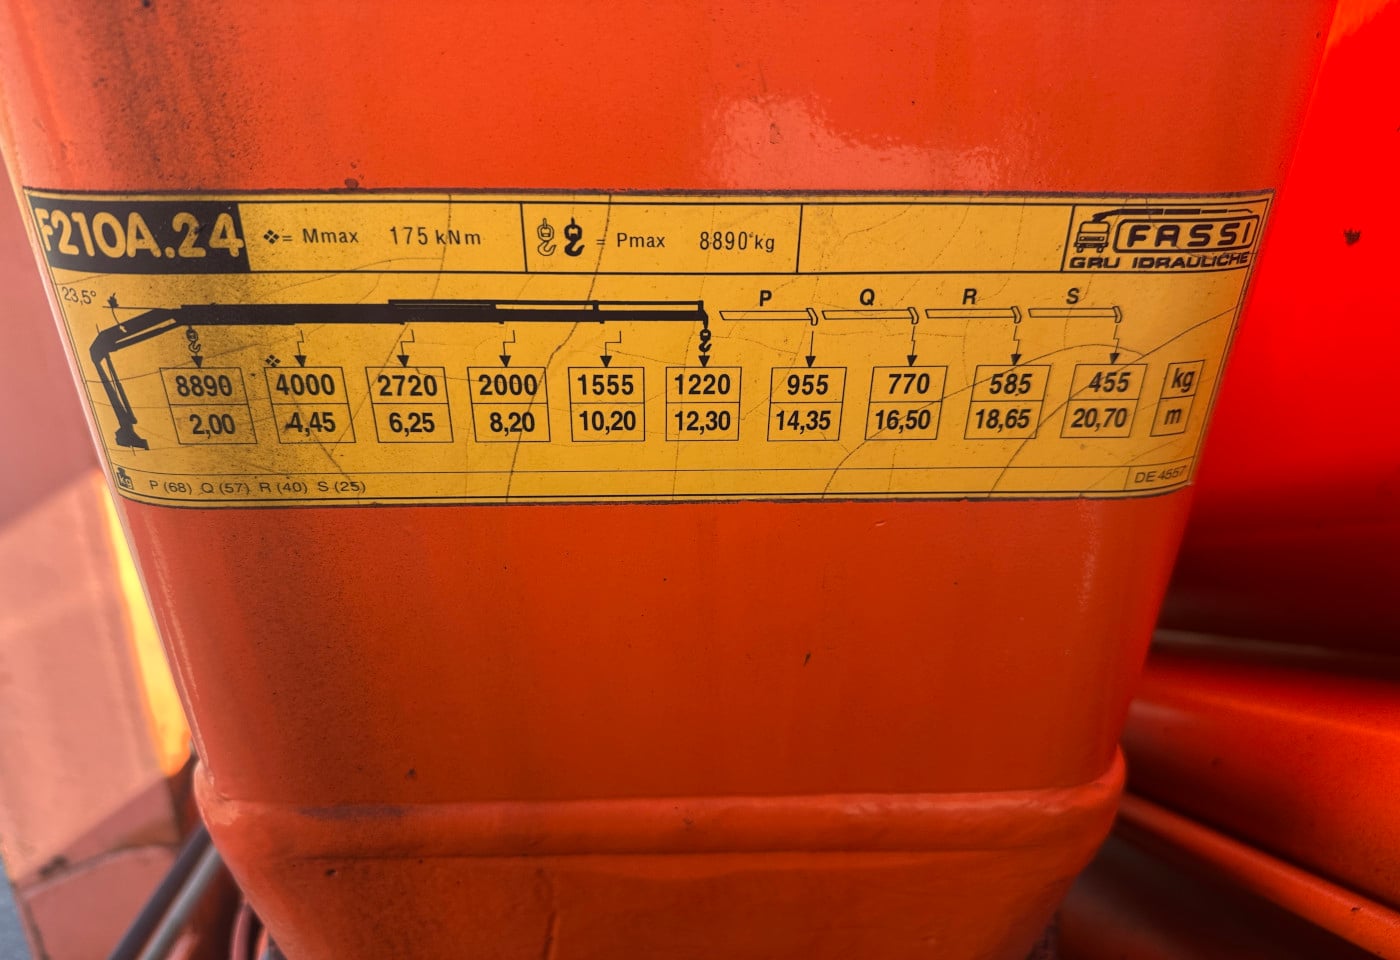 F210A.24 = Mmax 175 kNm = Pmax 8890 kg FASSI
GRU IDRAULICHE
23,5° P Q R S
8890 4000 2720 2000 1555 1220 955 770 585 455 kg
2,00 4,45 6,25 8,20 10,20 12,30 14,35 16,50 18,65 20,70 m
kg P (68) Q (57) R (40) S (25) DE 4557